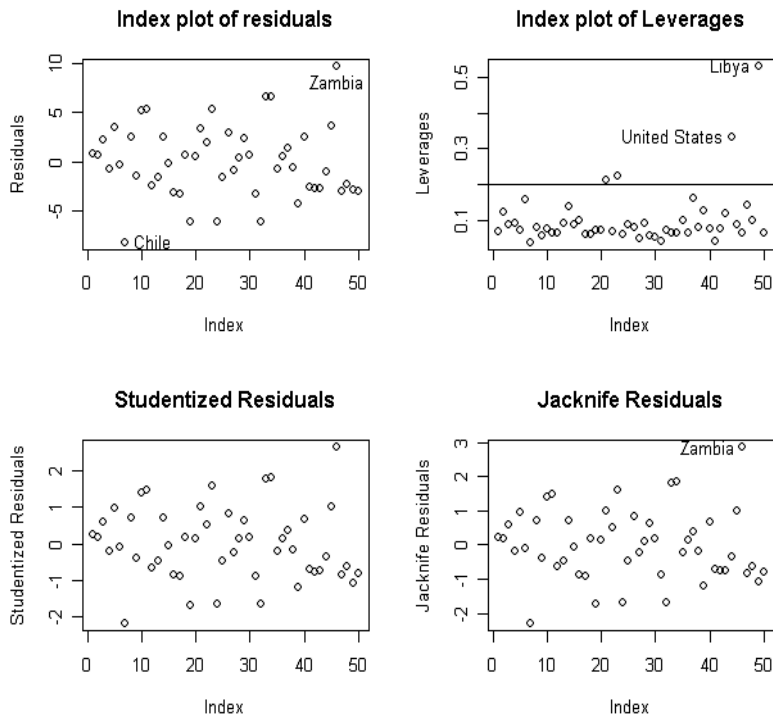 Index plot of residuals
Residuals
10
5
0
-5
Zambia
Chile
0 10 20 30 40 50
Index
Index plot of Leverages
Leverages
0.5
0.3
0.1
Libya
United States
0 10 20 30 40 50
Index
Studentized Residuals
Studentized Residuals
2
1
0
-1
-2
0 10 20 30 40 50
Index
Jacknife Residuals
Jacknife Residuals
3
2
1
0
-2
Zambia
0 10 20 30 40 50
Index